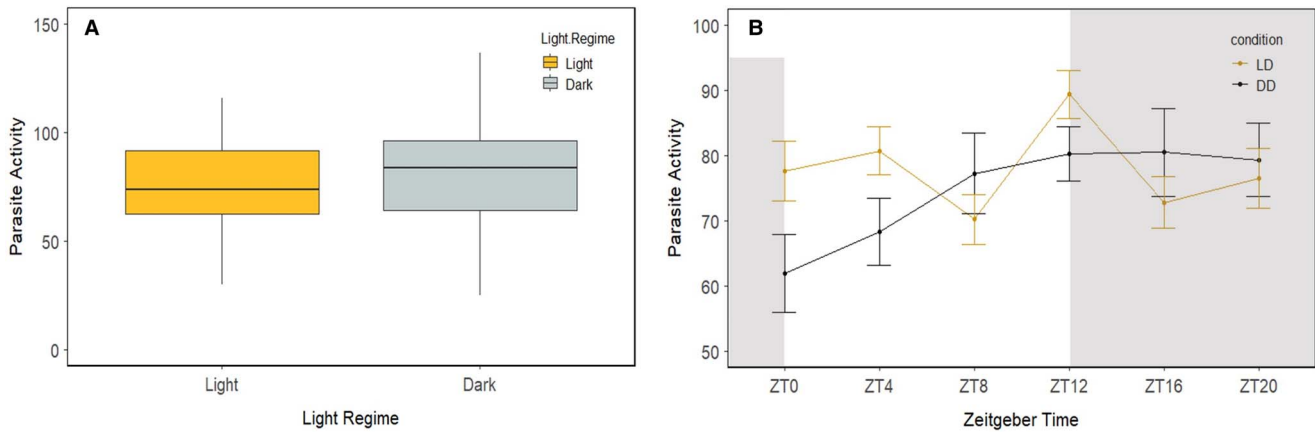 A
Light.Regime
Light
Dark
150
100
50
0
Parasite Activity
Light
Dark
Light Regime
B
condition
LD
DD
100
90
80
70
60
50
Parasite Activity
ZT0
ZT4
ZT8
ZT12
ZT16
ZT20
Zeitgeber Time